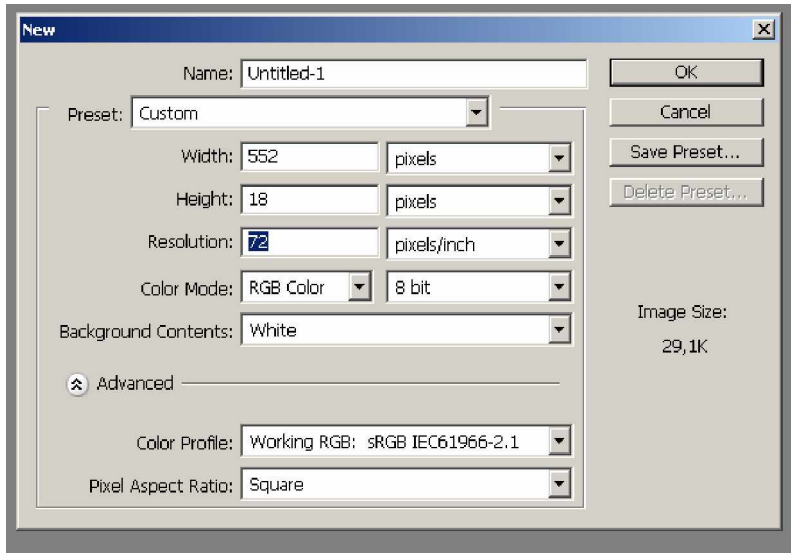 New
Name: Untitled-1
OK
Preset: Custom
Cancel
Width: 552 pixels
Save Preset...
Height: 18 pixels
Delete Preset...
Resolution: 72 pixels/inch
Color Mode: RGB Color 8 bit
Image Size:
Background Contents: White
29,1K
Advanced
Color Profile: Working RGB: sRGB IEC61966-2.1
Pixel Aspect Ratio: Square